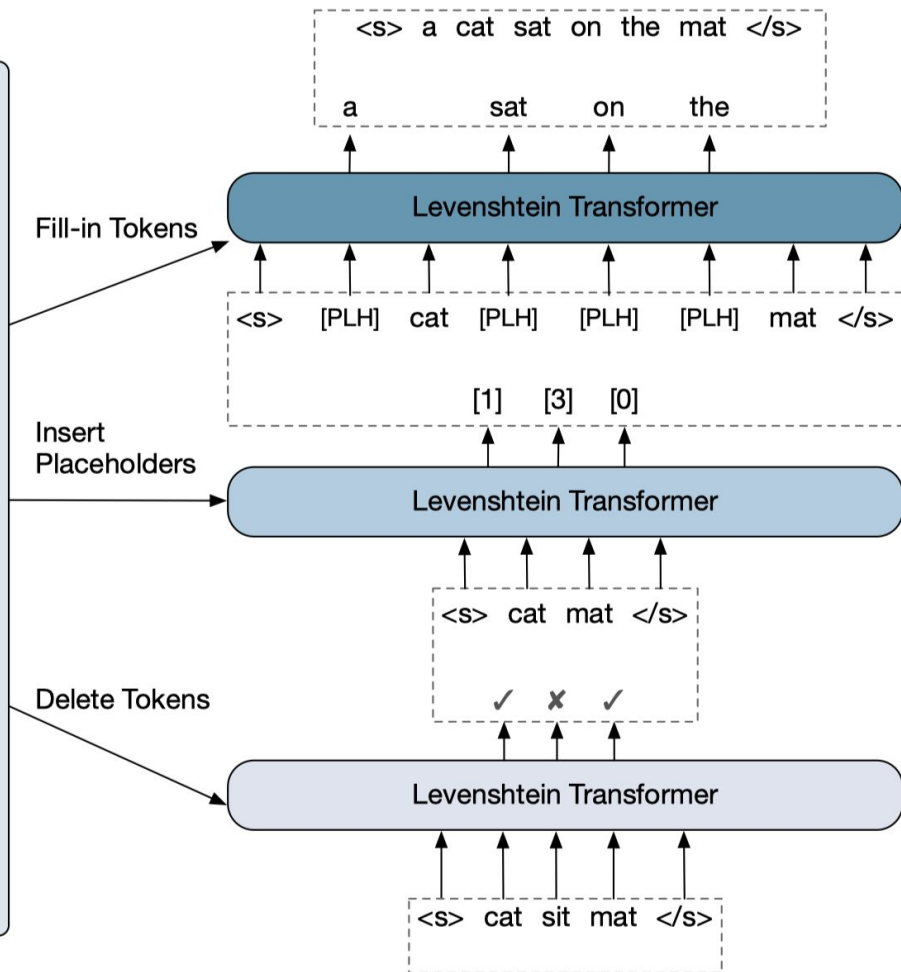 <s> a cat sat on the mat </s>
a sat on the
Levenshtein Transformer
Fill-in Tokens
<s> [PLH] cat [PLH] [PLH] [PLH] mat </s>
[1] [3] [0]
Insert
Placeholders
Levenshtein Transformer
<s> cat mat </s>
Delete Tokens
✓ ✘ ✓
Levenshtein Transformer
<s> cat sit mat </s>